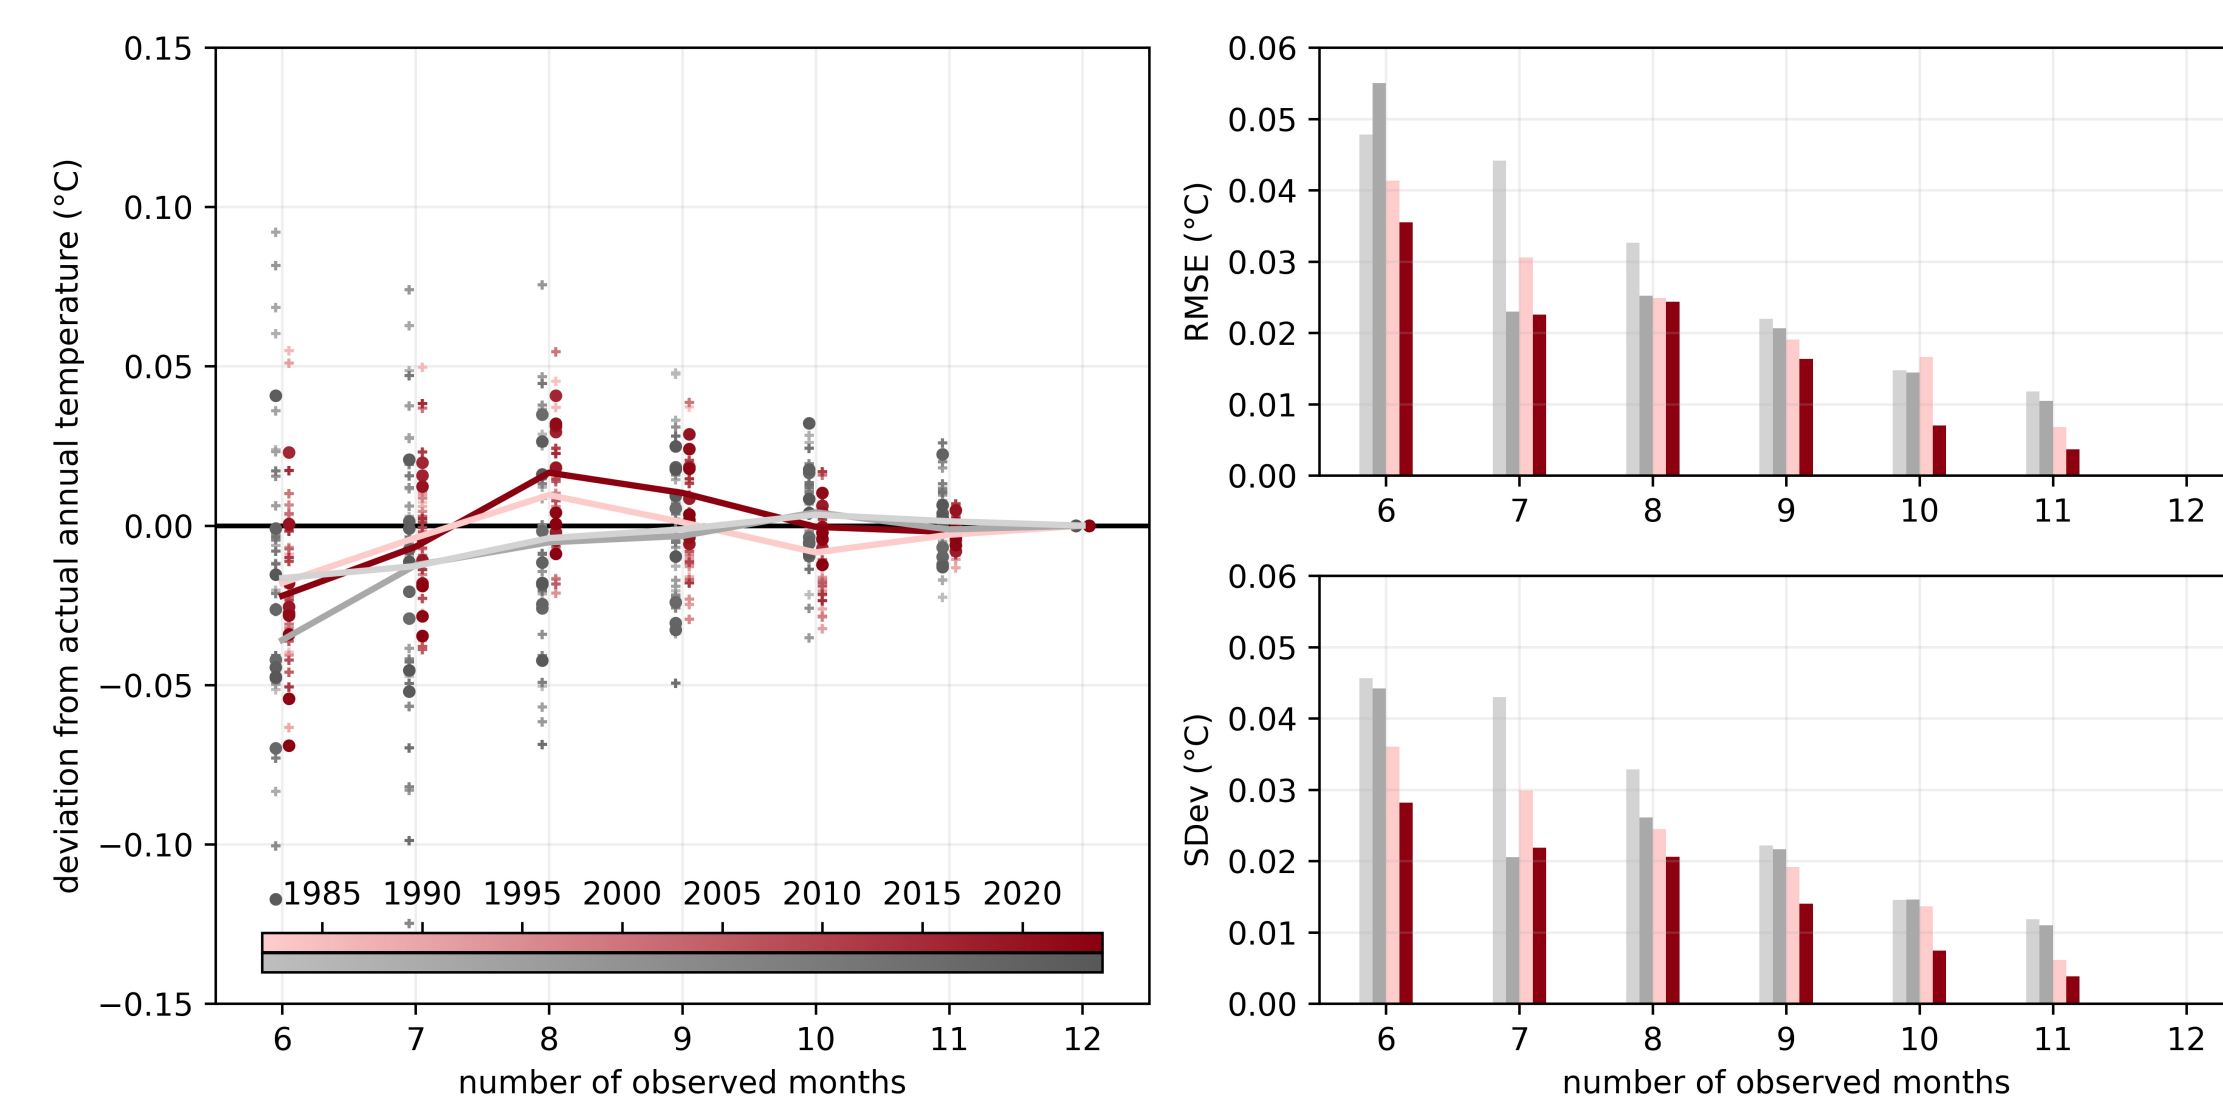 0.15
0.10
0.05
0.00
−0.05
−0.10
−0.15
deviation from actual annual temperature (°C)
1985 1990 1995 2000 2005 2010 2015 2020
6 7 8 9 10 11 12
number of observed months
0.06
0.05
0.04
0.03
0.02
0.01
0.00
RMSE (°C)
6 7 8 9 10 11 12
0.06
0.05
0.04
0.03
0.02
0.01
0.00
SDev (°C)
6 7 8 9 10 11 12
number of observed months